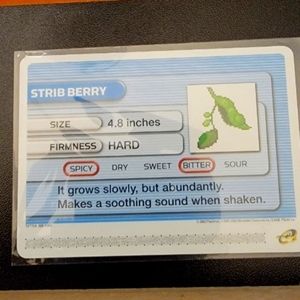 STRIB BERRY
SIZE 4.8 inches
FIRMNESS HARD
SPICY DRY SWEET BITTER SOUR
It grows slowly, but abundantly.
Makes a soothing sound when shaken.